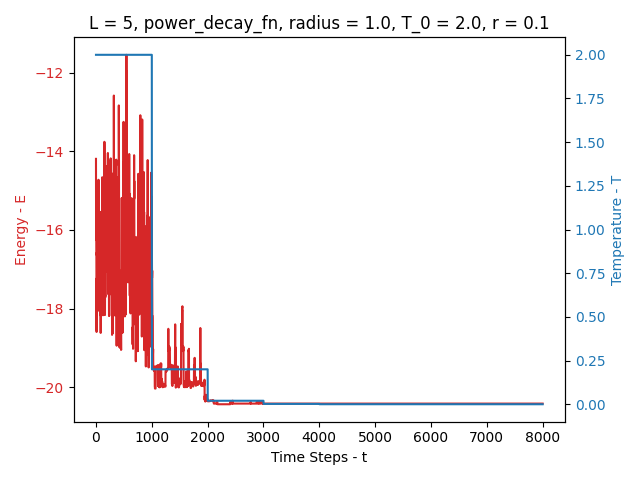 L = 5, power_decay_fn, radius = 1.0, T_0 = 2.0, r = 0.1
Energy - E
−12
−14
−16
−18
−20
2.00
1.75
1.50
1.25
1.00
0.75
0.50
0.25
0.00
Temperature - T
0 1000 2000 3000 4000 5000 6000 7000 8000
Time Steps - t